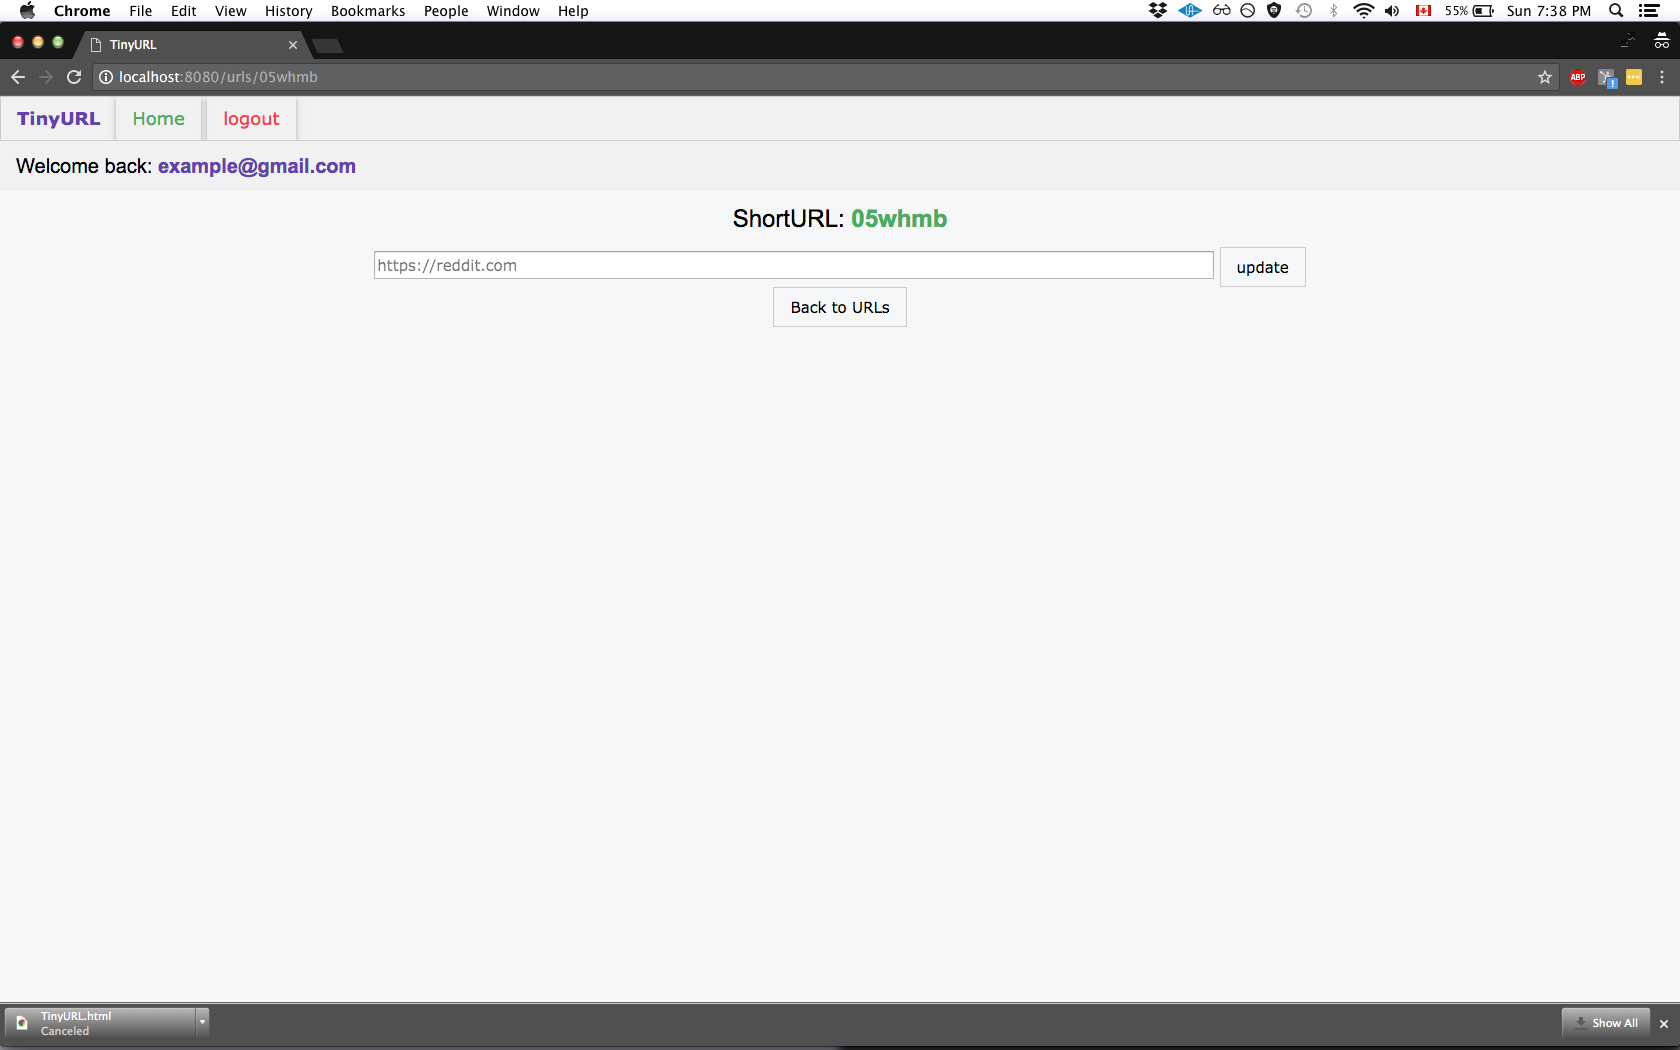 Chrome File Edit View History Bookmarks People Window Help 55% Sun 7:38 PM
TinyURL
localhost:8080/urls/05whmb
ABP
1
TinyURL Home logout
Welcome back: example@gmail.com
ShortURL: 05whmb
https://reddit.com update
Back to URLs
TinyURL.html
Canceled
Show All